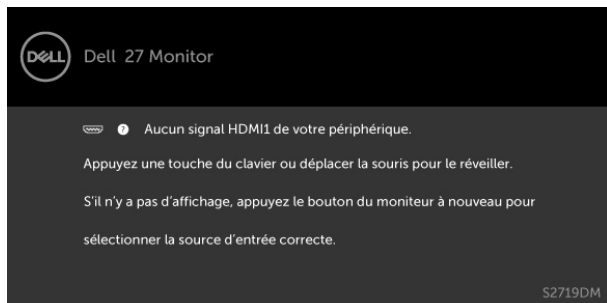 DELL
Dell 27 Monitor
? Aucun signal HDMI1 de votre périphérique.
Appuyez une touche du clavier ou déplacer la souris pour le réveiller.
S'il n'y a pas d'affichage, appuyez le bouton du moniteur à nouveau pour
sélectionner la source d'entrée correcte.
S2719DM